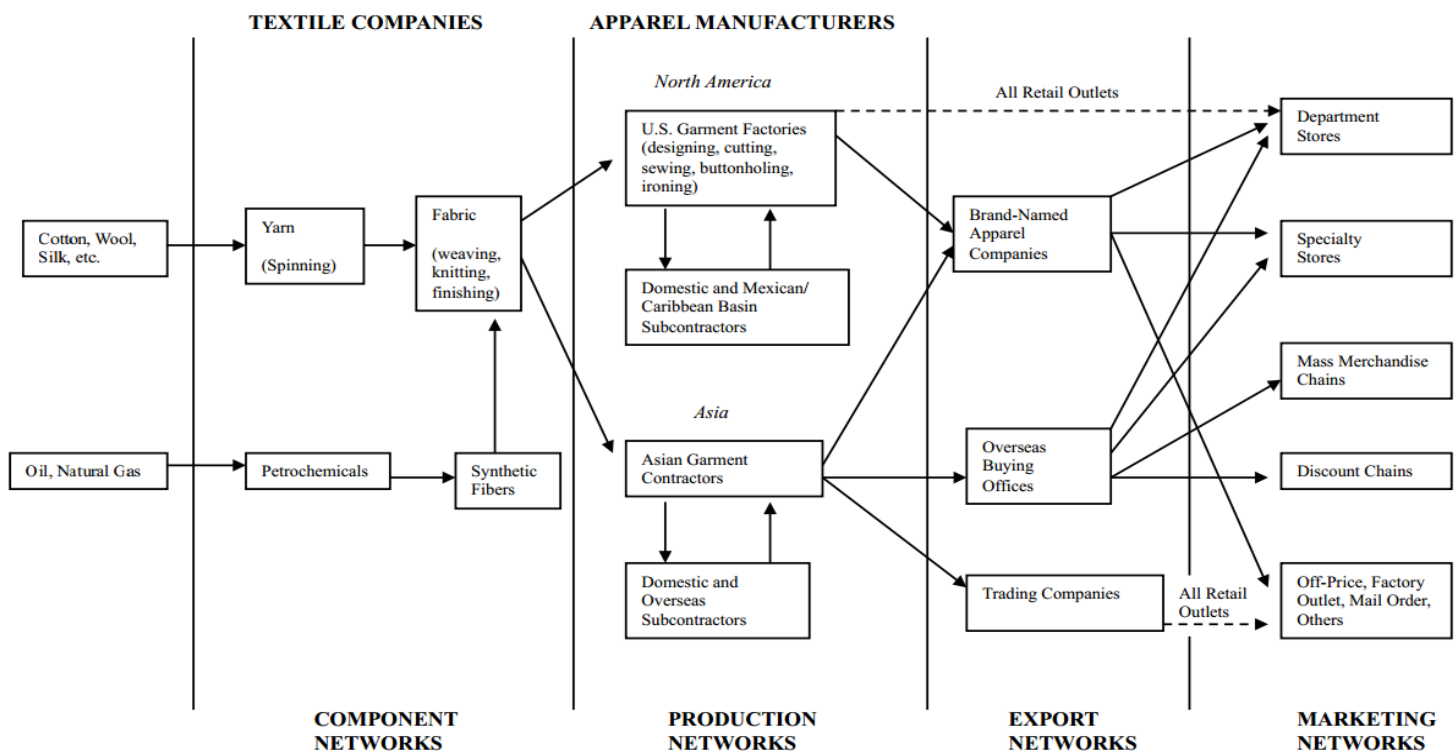 TEXTILE COMPANIES
APPAREL MANUFACTURERS
North America
All Retail Outlets
U.S. Garment Factories
(designing, cutting,
sewing, buttonholing,
ironing)
Department
Stores
Cotton, Wool,
Silk, etc.
Yarn
(Spinning)
Fabric
(weaving,
knitting,
finishing)
Brand-Named
Apparel
Companies
Specialty
Stores
Domestic and Mexican/
Caribbean Basin
Subcontractors
Mass Merchandise
Chains
Asia
Oil, Natural Gas
Petrochemicals
Synthetic
Fibers
Asian Garment
Contractors
Overseas
Buying
Offices
Discount Chains
Domestic and
Overseas
Subcontractors
Trading Companies
All Retail
Outlets
Off-Price, Factory
Outlet, Mail Order,
Others
COMPONENT
NETWORKS
PRODUCTION
NETWORKS
EXPORT
NETWORKS
MARKETING
NETWORKS